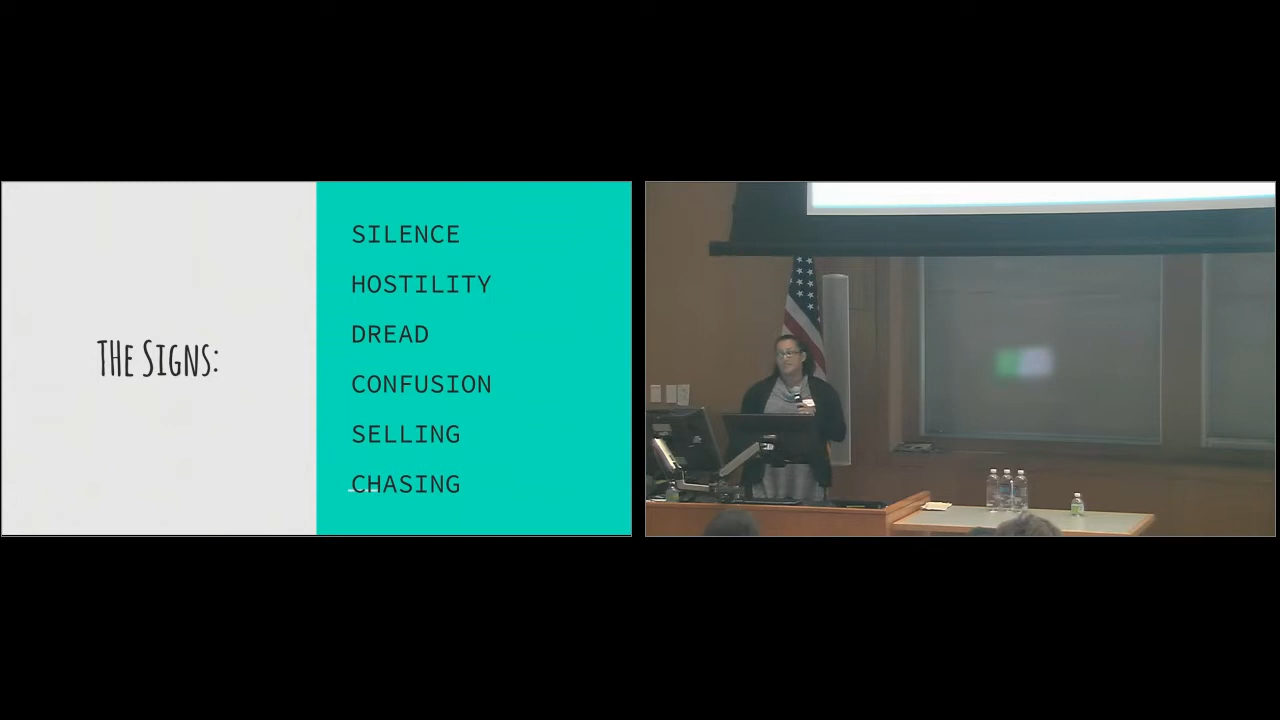 THE SIGNS:
SILENCE
HOSTILITY
DREAD
CONFUSION
SELLING
CHASING